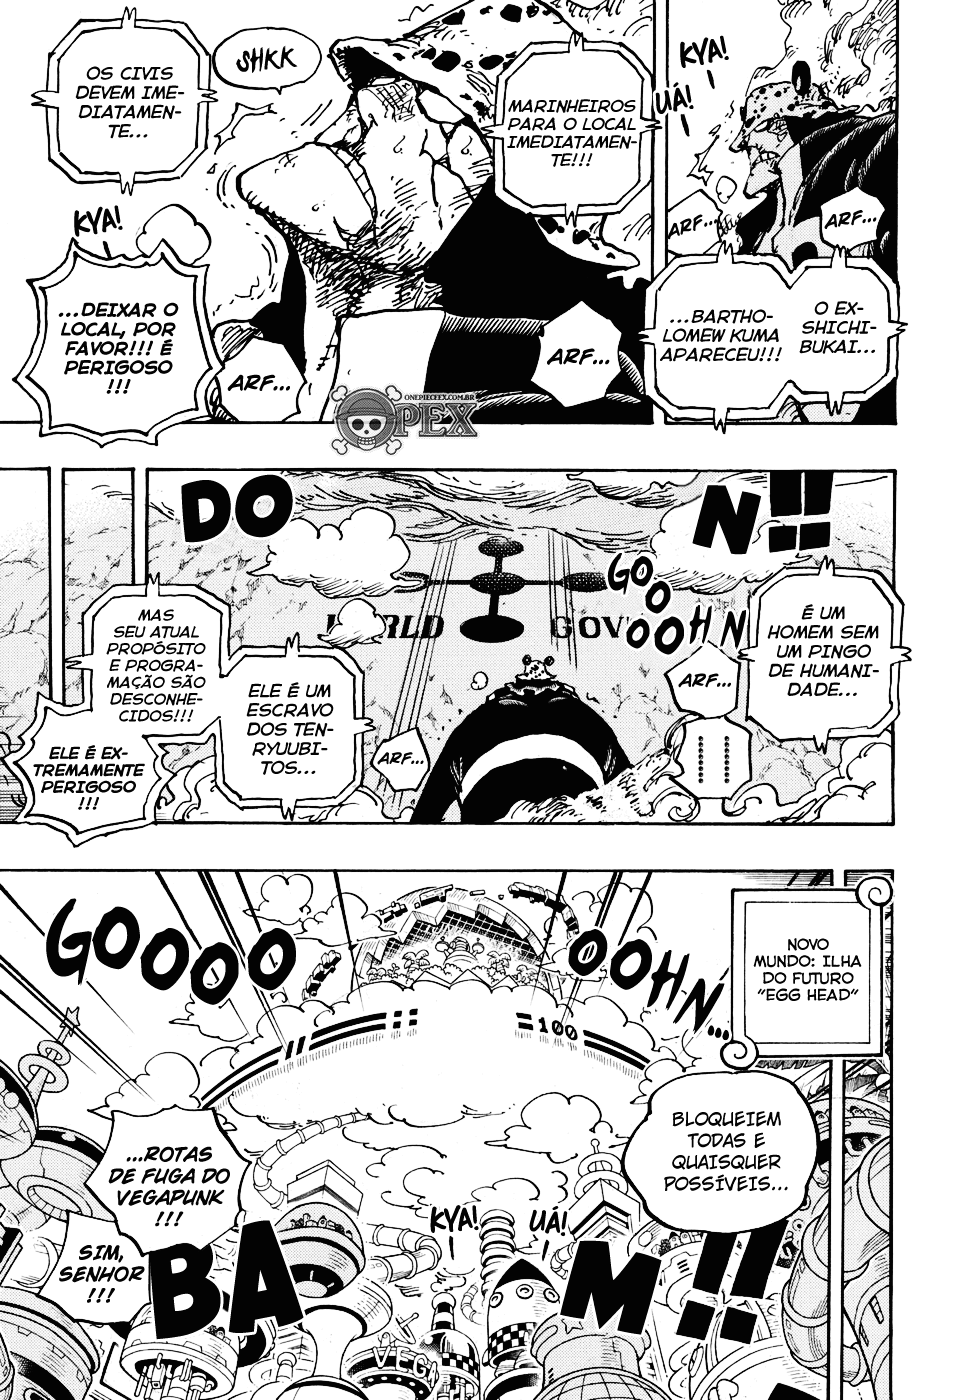 KYA!
UÁ!
ARF...
ARF...
O EX-
SHICHI-
BUKAI...
...BARTHO-
LOMEW KUMA
APARECEU!!!
MARINHEIROS
PARA O LOCAL
IMEDIATAMEN-
TE!!!
SHKK
OS CIVIS
DEVEM IME-
DIATAMEN-
TE...
KYA!
...DEIXAR O
LOCAL, POR
FAVOR!!! É
PERIGOSO
!!!
ARF...
ARF...
ONEPIECEEX.COM.BR
OPEX
DO
N!!
GOO
OOHN
WORLD
GOV
É UM
HOMEM SEM
UM PINGO
DE HUMANI-
DADE...
ARF...
ARF...
ELE É UM
ESCRAVO
DOS TEN-
RYUUBI-
TOS...
MAS
SEU ATUAL
PROPÓSITO
E PROGRA-
MAÇÃO SÃO
DESCONHE-
CIDOS!!!
ELE É EX-
TREMAMENTE
PERIGOSO
!!!
NOVO
MUNDO: ILHA
DO FUTURO
"EGG HEAD"
GOOOO
OOHN...
100
BLOQUEIEM
TODAS E
QUAISQUER
POSSÍVEIS...
...ROTAS
DE FUGA DO
VEGAPUNK
!!!
SIM,
SENHOR
!!!
KYA!
UÁ!
BA
M!!
VEGA